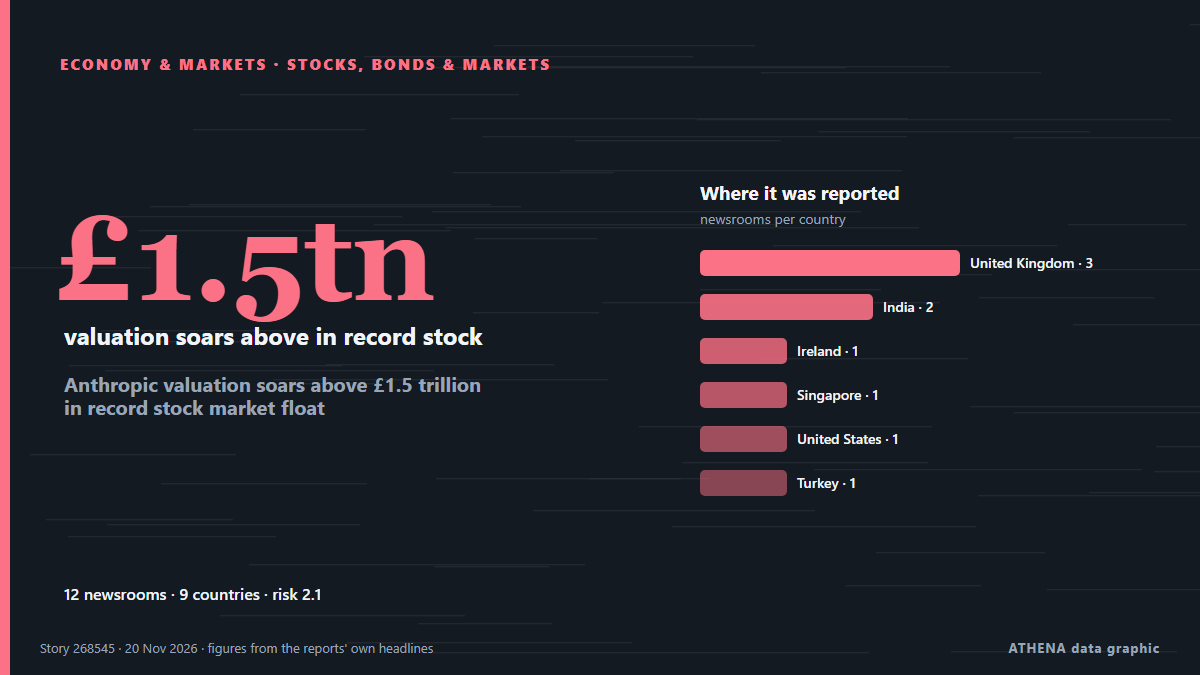 ECONOMY & MARKETS · STOCKS, BONDS & MARKETS
£1.5tn
valuation soars above in record stock
Anthropic valuation soars above £1.5 trillion
in record stock market float
Where it was reported
newsrooms per country
United Kingdom · 3
India · 2
Ireland · 1
Singapore · 1
United States · 1
Turkey · 1
12 newsrooms · 9 countries · risk 2.1
Story 268545 · 20 Nov 2026 · figures from the reports' own headlines
ATHENA data graphic